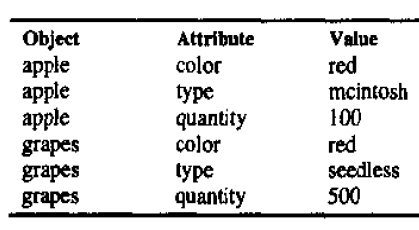 Object Attribute Value
apple color red
apple type mcintosh
apple quantity 100
grapes color red
grapes type seedless
grapes quantity 500